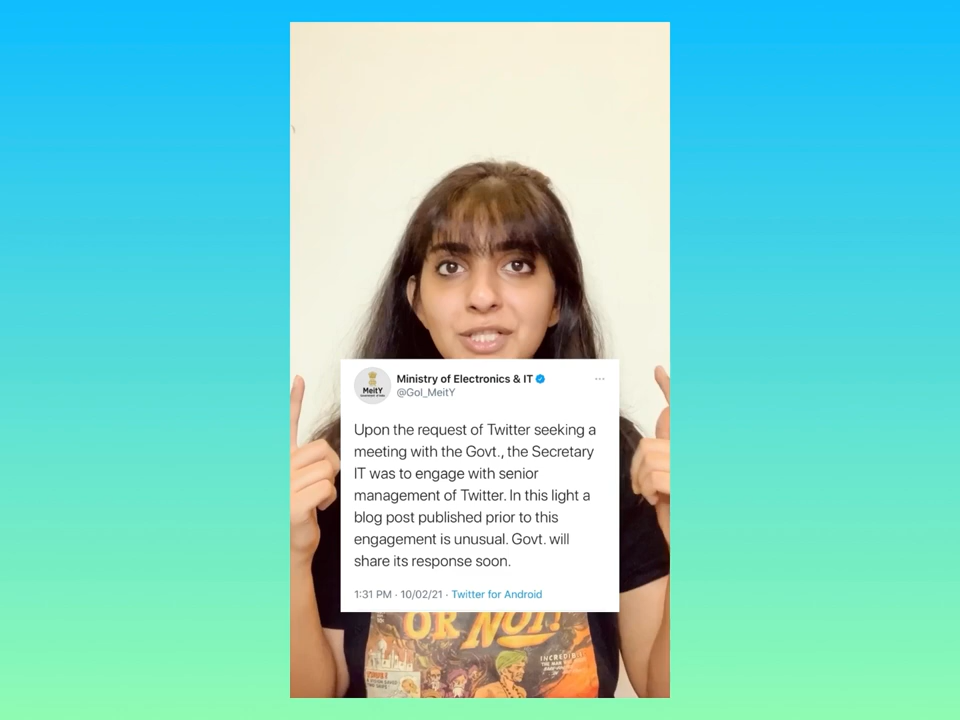 MeitY
Ministry of Electronics & IT
@GoI_MeitY
Upon the request of Twitter seeking a
meeting with the Govt., the Secretary
IT was to engage with senior
management of Twitter. In this light a
blog post published prior to this
engagement is unusual. Govt. will
share its response soon.
1:31 PM · 10/02/21 · Twitter for Android
OR NOT!
INCREDIBLE